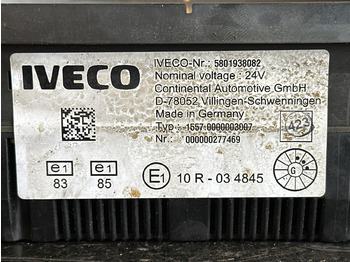 IVECO
IVECO-Nr.: 5801938082
Nominal voltage : 24V
Continental Automotive GmbH
D-78052 Villingen-Schwenningen
Made in Germany
Typ : 1557.0000003007
Nr.: 000000277469
423
e1 83
e1 85
E1 10 R - 03 4845
G